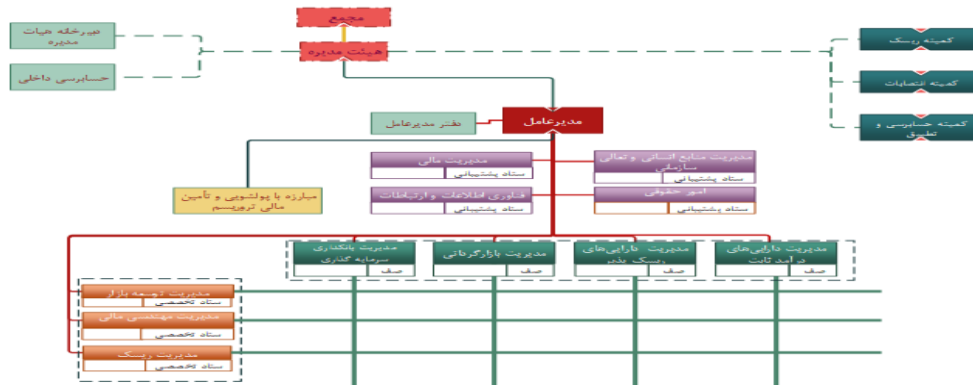 مجمع
هیئت مدیره
دبیرخانه هیات
مدیره
حسابرسی داخلی
کمیته ریسک
کمیته انتصابات
کمیته حسابرسی و
تطبیق
مدیرعامل
دفتر مدیرعامل
مبارزه با پولشویی و تأمین
مالی تروریسم
مدیریت مالی
ستاد پشتیبانی
مدیریت منابع انسانی و تعالی
سازمانی
ستاد پشتیبانی
فناوری اطلاعات و ارتباطات
ستاد پشتیبانی
امور حقوقی
ستاد پشتیبانی
مدیریت بانکداری
سرمایه گذاری
صف
مدیریت بازارگردانی
صف
مدیریت دارایی‌های
ریسک پذیر
صف
مدیریت دارایی‌های
درآمد ثابت
صف
مدیریت توسعه بازار
ستاد تخصصی
مدیریت مهندسی مالی
ستاد تخصصی
مدیریت ریسک
ستاد تخصصی